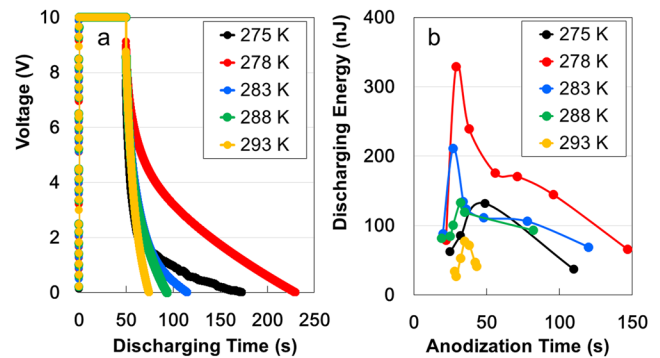 a
10
8
6
4
2
0
Voltage (V)
0 50 100 150 200 250
Discharging Time (s)
275 K
278 K
283 K
288 K
293 K
b
400
300
200
100
0
Discharging Energy (nJ)
0 50 100 150
Anodization Time (s)
275 K
278 K
283 K
288 K
293 K